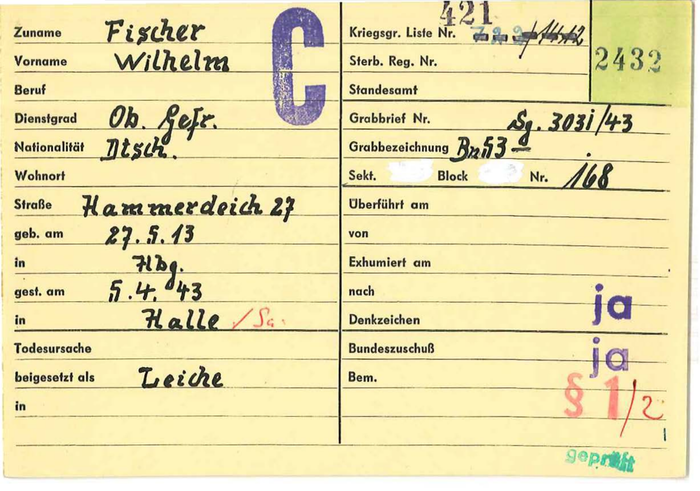 Zuname Fischer
Vorname Wilhelm
Beruf
Dienstgrad Ob. Gefr.
Nationalität Dtsch.
Wohnort
Straße Hammerdeich 27
geb. am 27.5.13
in Hbg.
gest. am 5.4.43
in Halle /Sa.
Todesursache
beigesetzt als Leiche
in
C
421
Kriegsgr. Liste Nr.
2432
Sterb. Reg. Nr.
Standesamt
Grabbrief Nr. Sg. 3031/43
Grabbezeichnung
Sekt. Block Nr. 168
Überführt am
von
Exhumiert am
nach
ja
Denkzeichen
Bundeszuschuß ja
Bem. § 1/2
geprüft